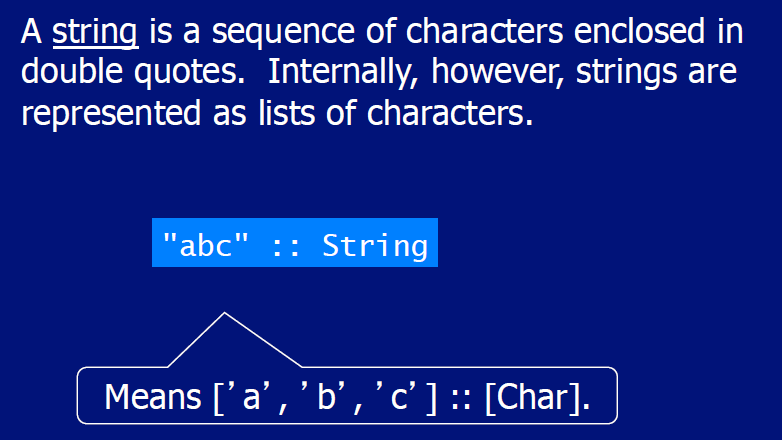 A string is a sequence of characters enclosed in
double quotes.  Internally, however, strings are
represented as lists of characters.
"abc" :: String
Means [’a’, ’b’, ’c’] :: [Char].